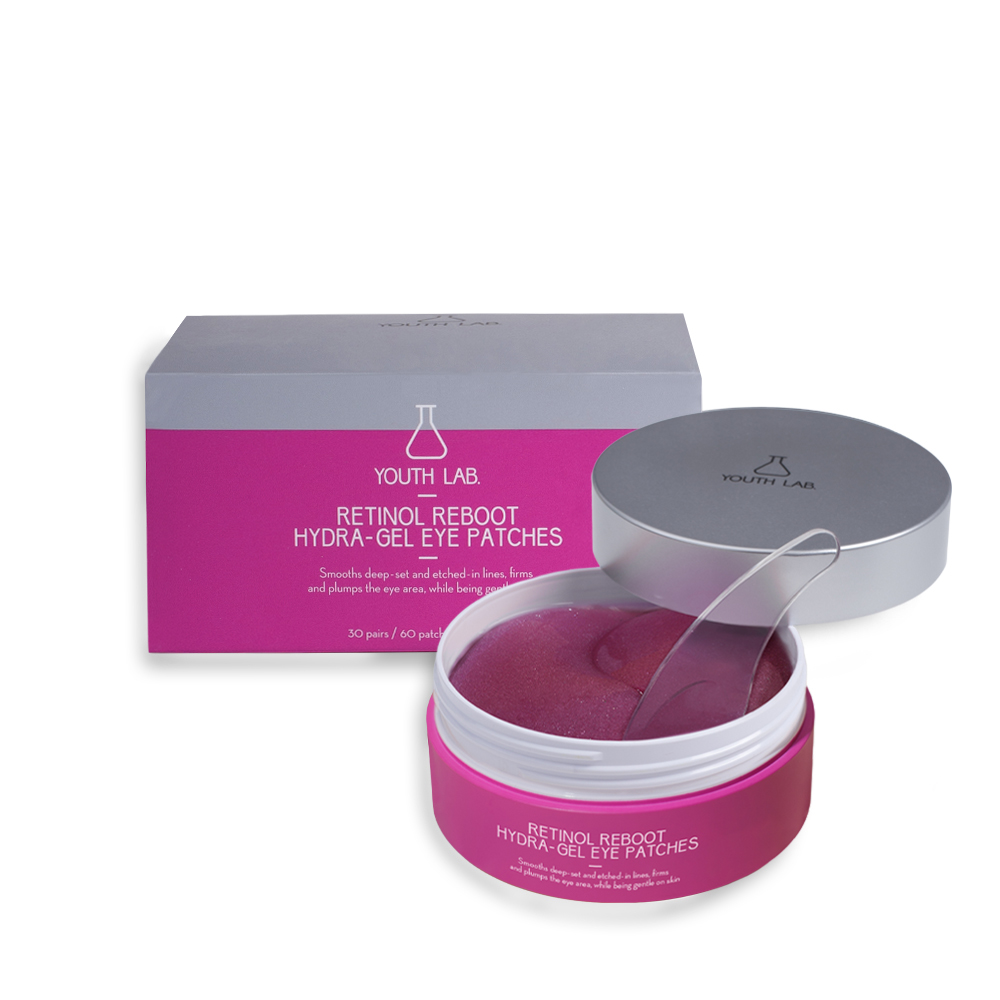 YOUTH LAB.
YOUTH LAB.
RETINOL REBOOT
HYDRA-GEL EYE PATCHES
Smooths deep-set and etched-in lines, firms
and plumps the eye area, while being
30 pairs / 60
YOUTH LAB.
RETINOL REBOOT
HYDRA-GEL EYE PATCHES
Smooths deep-set and etched-in lines, firms
and plumps the eye area, while being gentle on skin